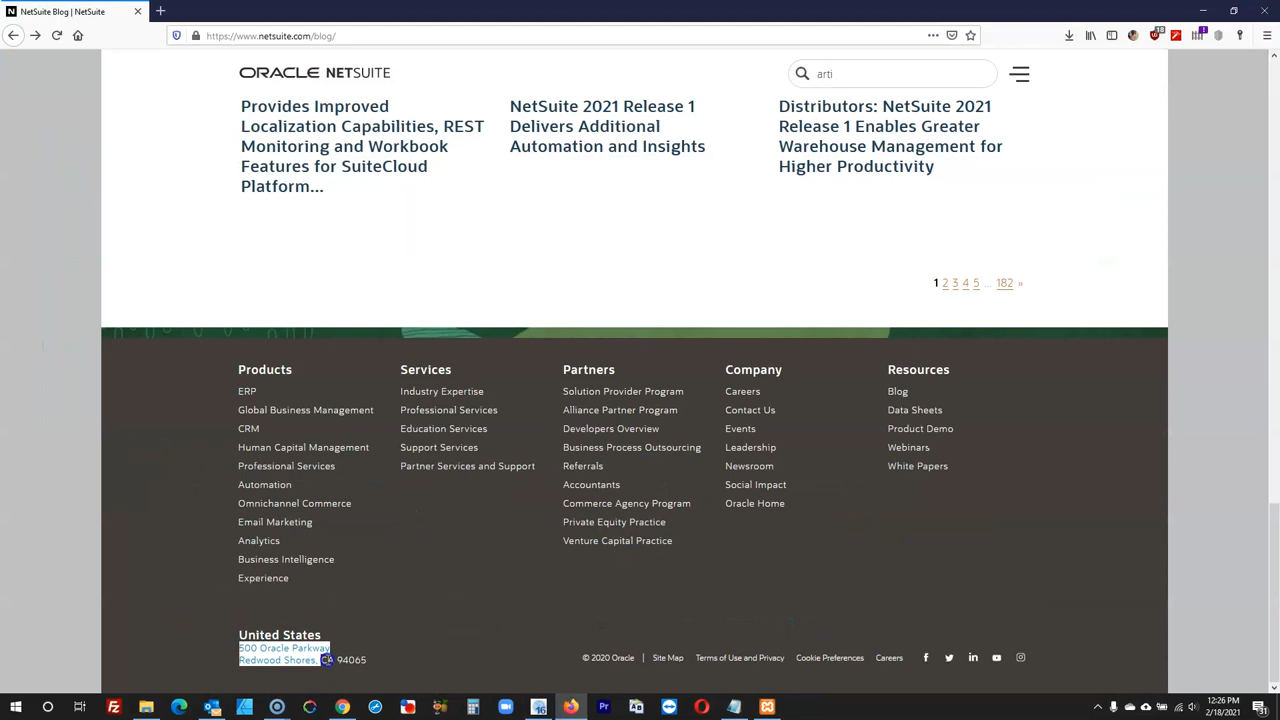 NetSuite Blog | NetSuite
https://www.netsuite.com/blog/
18
1
ORACLE NETSUITE
arti
Provides Improved
Localization Capabilities, REST
Monitoring and Workbook
Features for SuiteCloud
Platform...
NetSuite 2021 Release 1
Delivers Additional
Automation and Insights
Distributors: NetSuite 2021
Release 1 Enables Greater
Warehouse Management for
Higher Productivity
1 2 3 4 5 ... 182 »
Products
ERP
Global Business Management
CRM
Human Capital Management
Professional Services
Automation
Omnichannel Commerce
Email Marketing
Analytics
Business Intelligence
Experience
Services
Industry Expertise
Professional Services
Education Services
Support Services
Partner Services and Support
Partners
Solution Provider Program
Alliance Partner Program
Developers Overview
Business Process Outsourcing
Referrals
Accountants
Commerce Agency Program
Private Equity Practice
Venture Capital Practice
Company
Careers
Contact Us
Events
Leadership
Newsroom
Social Impact
Oracle Home
Resources
Blog
Data Sheets
Product Demo
Webinars
White Papers
United States
500 Oracle Parkway
Redwood Shores, CA 94065
© 2020 Oracle | Site Map Terms of Use and Privacy Cookie Preferences Careers
12:26 PM
2/18/2021